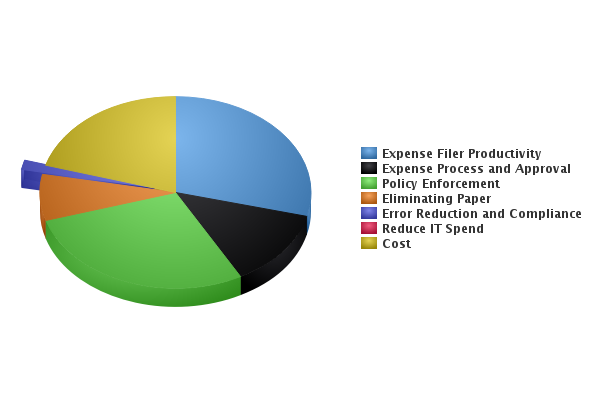 Expense Filer Productivity
Expense Process and Approval
Policy Enforcement
Eliminating Paper
Error Reduction and Compliance
Reduce IT Spend
Cost